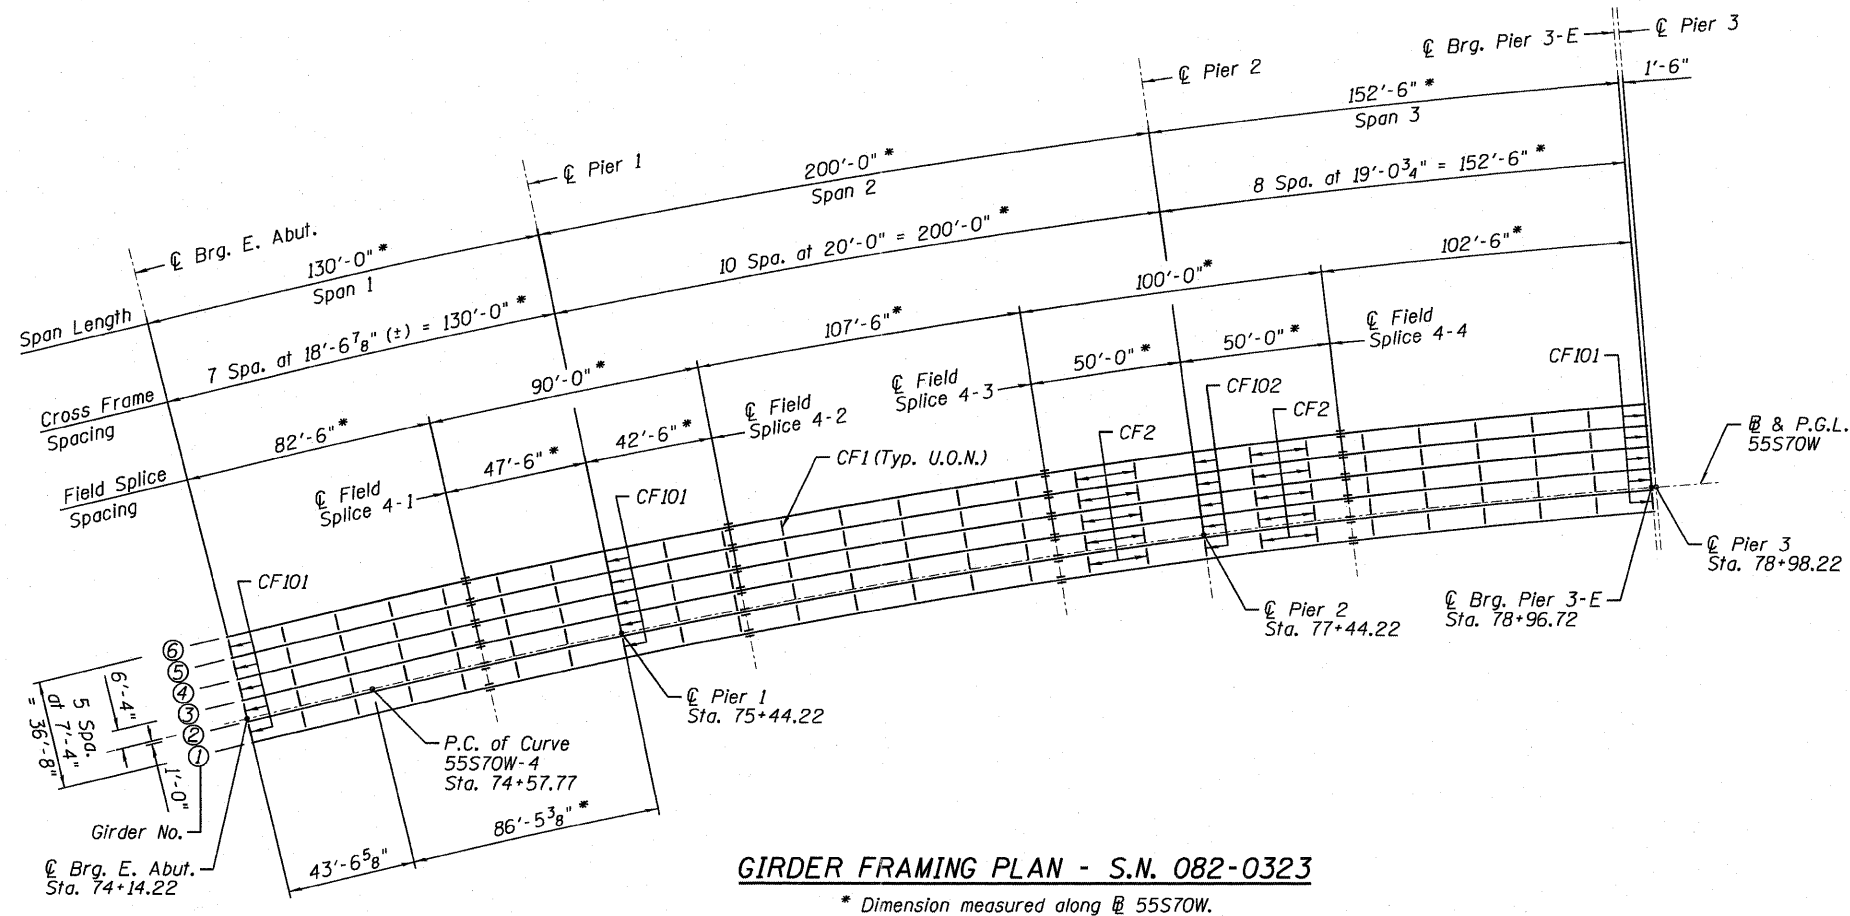 ℄ Brg. Pier 3-E
℄ Pier 3
1'-6"
℄ Pier 2
152'-6" *
Span 3
℄ Pier 1
200'-0" *
Span 2
8 Spa. at 19'-0 3/4" = 152'-6" *
℄ Brg. E. Abut.
130'-0" *
Span 1
10 Spa. at 20'-0" = 200'-0" *
102'-6" *
Span Length
7 Spa. at 18'-6 7/8" (±) = 130'-0" *
107'-6" *
100'-0" *
℄ Field
Splice 4-4
Cross Frame
Spacing
90'-0" *
50'-0" *
50'-0" *
CF101
82'-6" *
℄ Field
Splice 4-3
CF102
CF2
Field Splice
Spacing
47'-6" *
42'-6" *
℄ Field
Splice 4-2
CF2
℄ & P.G.L.
55S70W
℄ Field
Splice 4-1
CF101
CF1 (Typ. U.O.N.)
CF101
℄ Pier 3
Sta. 78+98.22
℄ Brg. Pier 3-E
Sta. 78+96.72
℄ Pier 2
Sta. 77+44.22
℄ Pier 1
Sta. 75+44.22
6
5
4
3
2
1
6'-4"
5 Spa.
at 7'-4"
= 36'-8"
1'-0"
P.C. of Curve
55S70W-4
Sta. 74+57.77
Girder No.
86'-5 3/8" *
43'-6 5/8"
℄ Brg. E. Abut.
Sta. 74+14.22
GIRDER FRAMING PLAN - S.N. 082-0323
* Dimension measured along ℄ 55S70W.